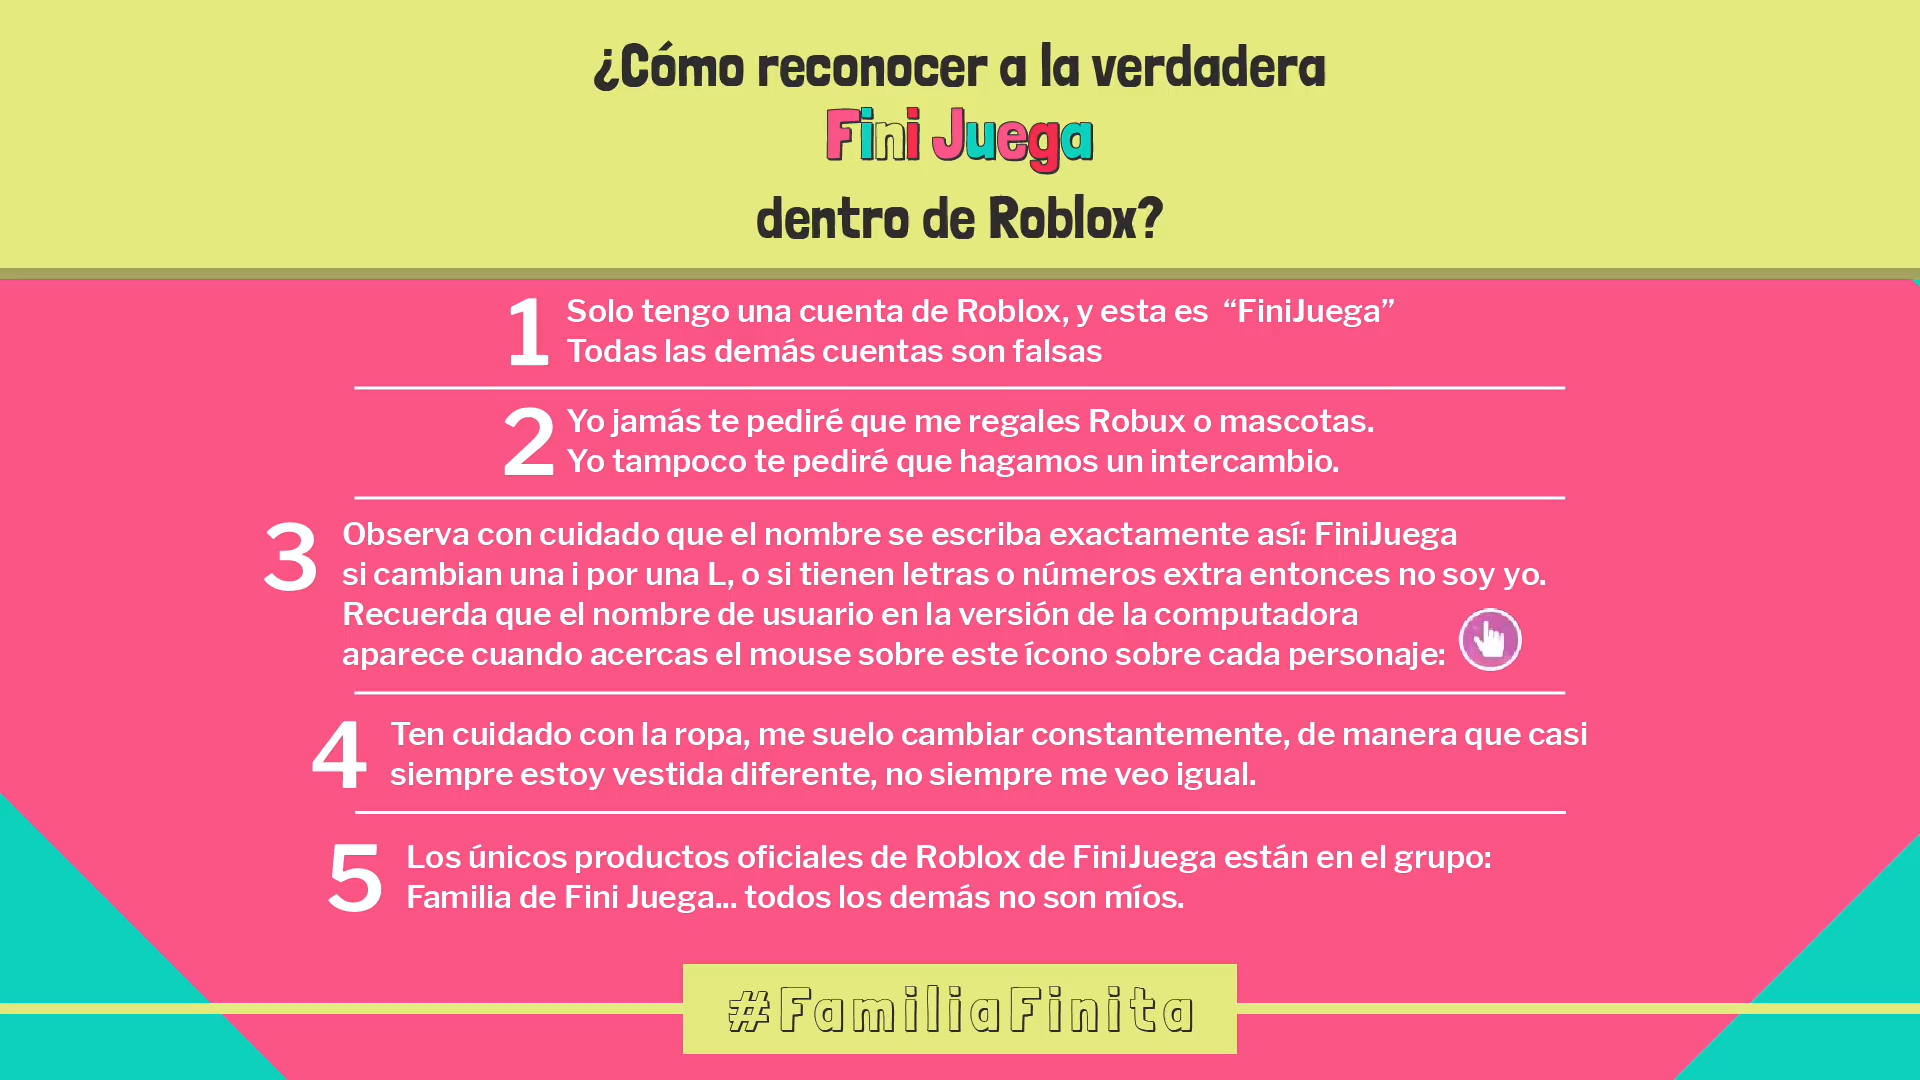 ¿Cómo reconocer a la verdadera
Fini Juega
dentro de Roblox?
1 Solo tengo una cuenta de Roblox, y esta es “FiniJuega”
Todas las demás cuentas son falsas
2 Yo jamás te pediré que me regales Robux o mascotas.
Yo tampoco te pediré que hagamos un intercambio.
3 Observa con cuidado que el nombre se escriba exactamente así: FiniJuega
si cambian una i por una L, o si tienen letras o números extra entonces no soy yo.
Recuerda que el nombre de usuario en la versión de la computadora
aparece cuando acercas el mouse sobre este ícono sobre cada personaje:
4 Ten cuidado con la ropa, me suelo cambiar constantemente, de manera que casi
siempre estoy vestida diferente, no siempre me veo igual.
5 Los únicos productos oficiales de Roblox de FiniJuega están en el grupo:
Familia de Fini Juega... todos los demás no son míos.
#FamiliaFinita